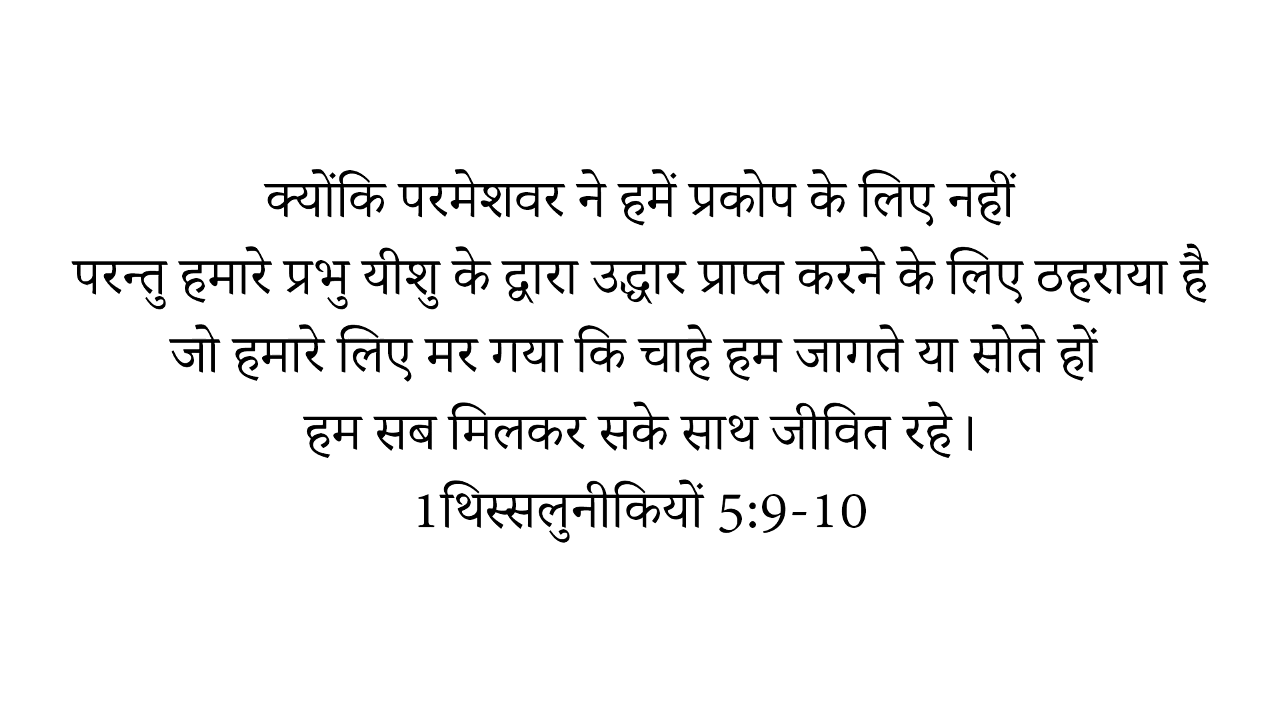 क्योंकि परमेशवर ने हमें प्रकोप के लिए नहीं
परन्तु हमारे प्रभु यीशु के द्वारा उद्धार प्राप्त करने के लिए ठहराया है
जो हमारे लिए मर गया कि चाहे हम जागते या सोते हों
हम सब मिलकर सके साथ जीवित रहे।
1थिस्सलुनीकियों 5:9-10